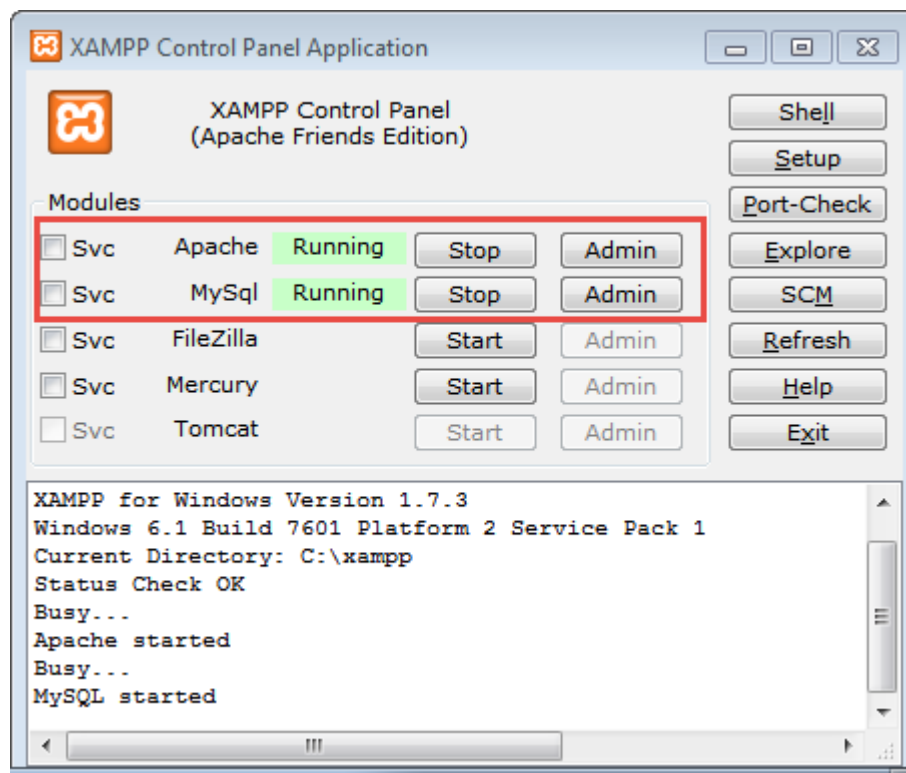 XAMPP Control Panel Application
XAMPP Control Panel
(Apache Friends Edition)
Shell
Setup
Modules
Port-Check
Svc Apache Running Stop Admin Explore
Svc MySql Running Stop Admin SCM
Svc FileZilla Start Admin Refresh
Svc Mercury Start Admin Help
Svc Tomcat Start Admin Exit
XAMPP for Windows Version 1.7.3
Windows 6.1 Build 7601 Platform 2 Service Pack 1
Current Directory: C:\xampp
Status Check OK
Busy...
Apache started
Busy...
MySQL started